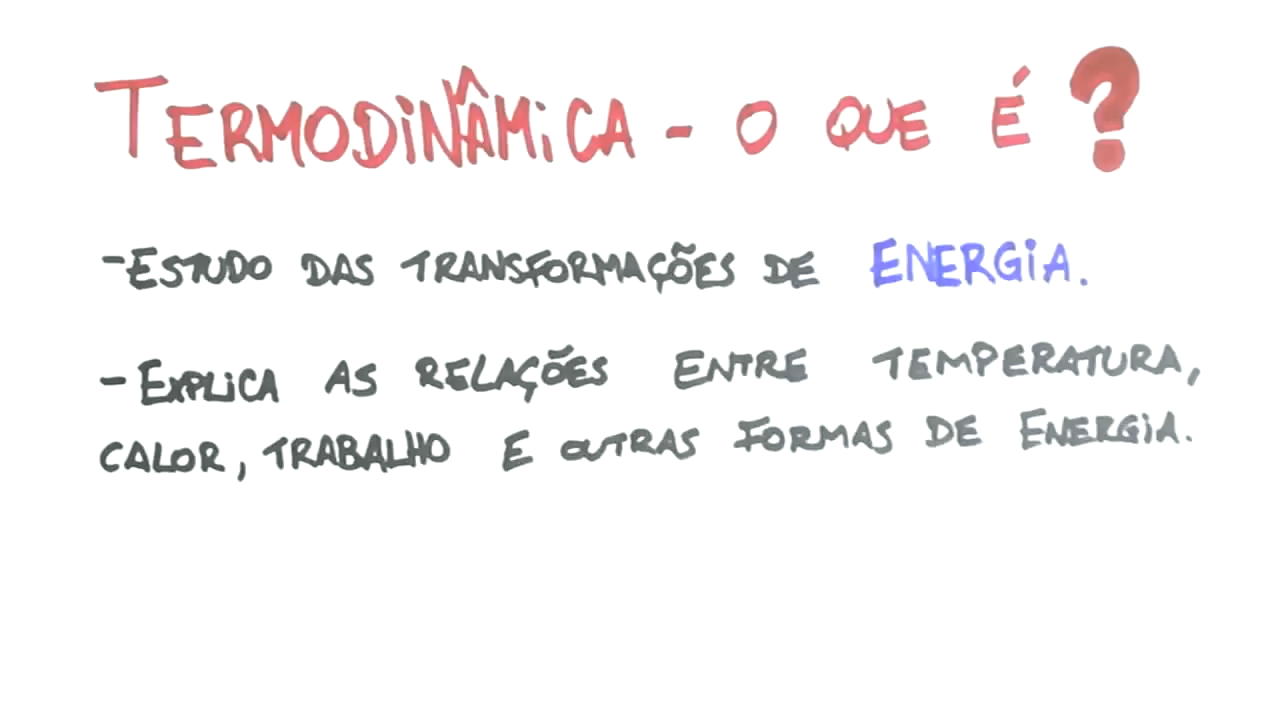 TERMODINÂMICA - O QUE É?
- ESTUDO DAS TRANSFORMAÇÕES DE ENERGIA.
- EXPLICA AS RELAÇÕES ENTRE TEMPERATURA,
CALOR, TRABALHO E OUTRAS FORMAS DE ENERGIA.